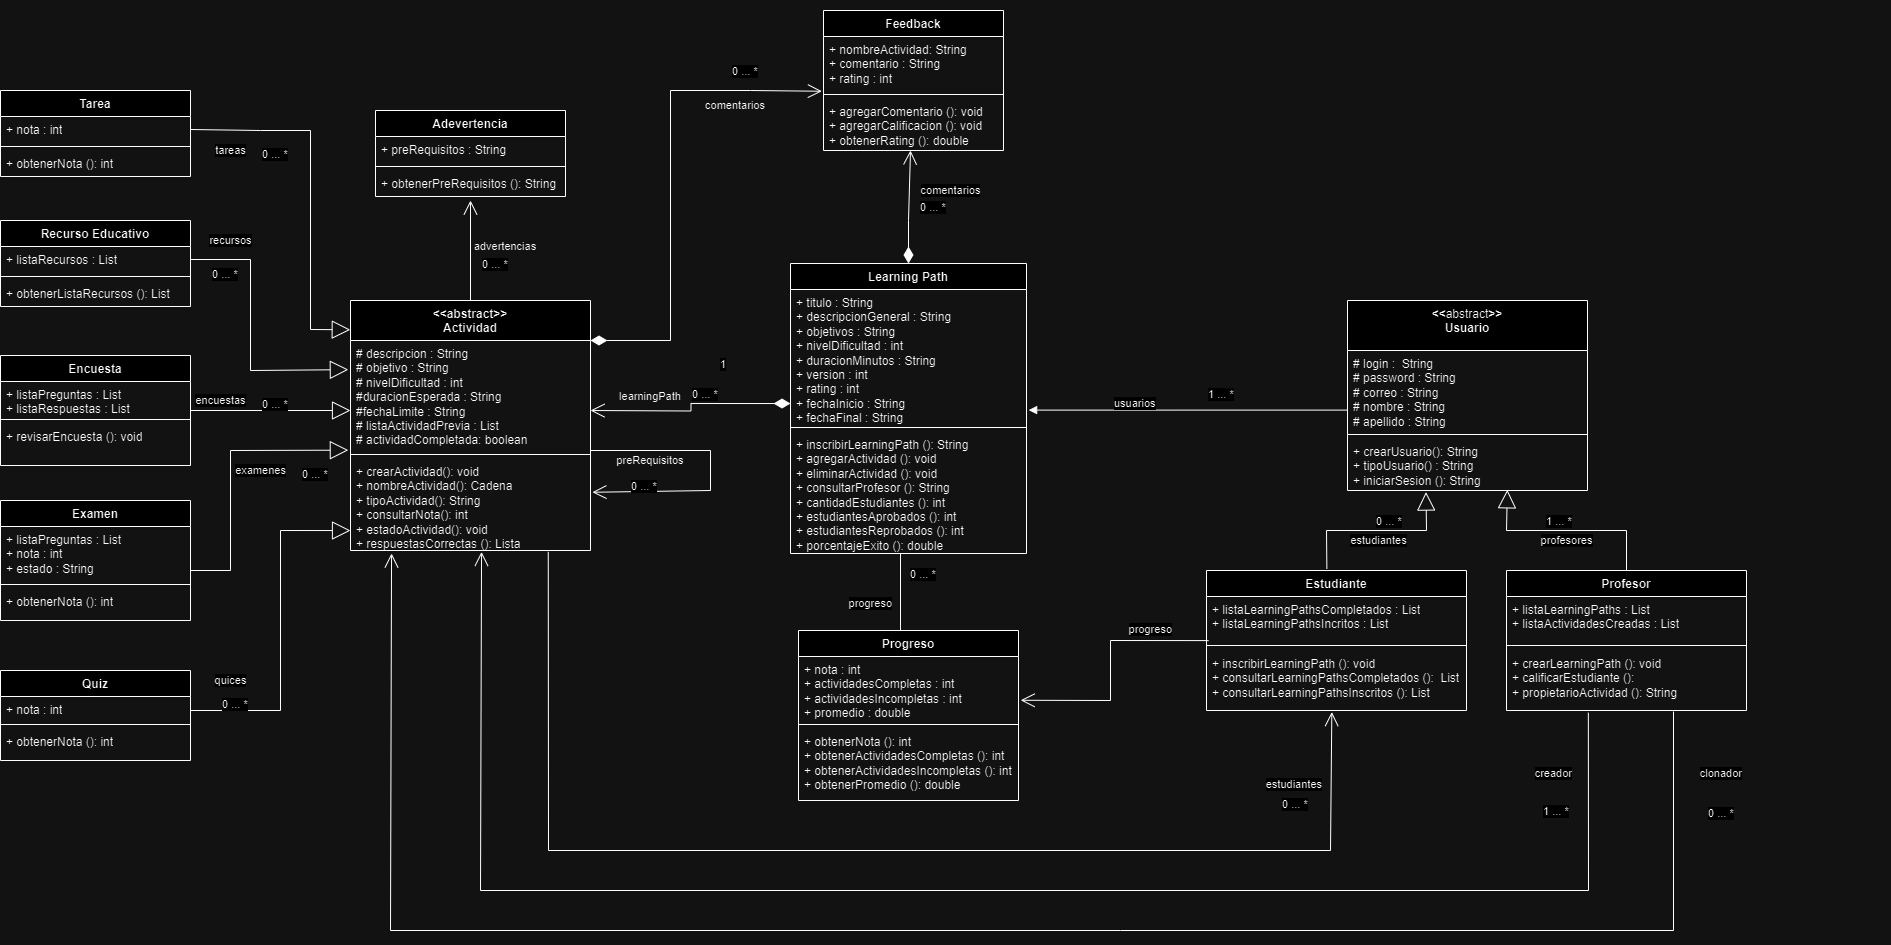 Feedback
+ nombreActividad: String
+ comentario : String
+ rating : int
+ agregarComentario (): void
+ agregarCalificacion (): void
+ obtenerRating (): double
0 ... *
comentarios
Tarea
+ nota : int
+ obtenerNota (): int
tareas
0 ... *
Adevertencia
+ preRequisitos : String
+ obtenerPreRequisitos (): String
advertencias
0 ... *
comentarios
0 ... *
Recurso Educativo
+ listaRecursos : List
+ obtenerListaRecursos (): List
recursos
0 ... *
<<abstract>>
Actividad
# descripcion : String
# objetivo : String
# nivelDificultad : int
#duracionEsperada : String
#fechaLimite : String
# listaActividadPrevia : List
# actividadCompletada: boolean
+ crearActividad(): void
+ nombreActividad(): Cadena
+ tipoActividad(): String
+ consultarNota(): int
+ estadoActividad(): void
+ respuestasCorrectas (): Lista
1
learningPath
0 ... *
preRequisitos
0 ... *
Learning Path
+ titulo : String
+ descripcionGeneral : String
+ objetivos : String
+ nivelDificultad : int
+ duracionMinutos : String
+ version : int
+ rating : int
+ fechaInicio : String
+ fechaFinal : String
+ inscribirLearningPath (): String
+ agregarActividad (): void
+ eliminarActividad (): void
+ consultarProfesor (): String
+ cantidadEstudiantes (): int
+ estudiantesAprobados (): int
+ estudiantesReprobados (): int
+ porcentajeExito (): double
usuarios
1 ... *
<<abstract>>
Usuario
# login :  String
# password : String
# correo : String
# nombre : String
# apellido : String
+ crearUsuario(): String
+ tipoUsuario() : String
+ iniciarSesion (): String
Encuesta
+ listaPreguntas : List
+ listaRespuestas : List
+ revisarEncuesta (): void
encuestas
0 ... *
examenes
0 ... *
Examen
+ listaPreguntas : List
+ nota : int
+ estado : String
+ obtenerNota (): int
Quiz
+ nota : int
+ obtenerNota (): int
quices
0 ... *
0 ... *
progreso
Progreso
+ nota : int
+ actividadesCompletas : int
+ actividadesIncompletas : int
+ promedio : double
+ obtenerNota (): int
+ obtenerActividadesCompletas (): int
+ obtenerActividadesIncompletas (): int
+ obtenerPromedio (): double
progreso
0 ... *
estudiantes
1 ... *
profesores
Estudiante
+ listaLearningPathsCompletados : List
+ listaLearningPathsIncritos : List
+ inscribirLearningPath (): void
+ consultarLearningPathsCompletados ():  List
+ consultarLearningPathsInscritos (): List
Profesor
+ listaLearningPaths : List
+ listaActividadesCreadas : List
+ crearLearningPath (): void
+ calificarEstudiante ():
+ propietarioActividad (): String
estudiantes
0 ... *
creador
1 ... *
clonador
0 ... *